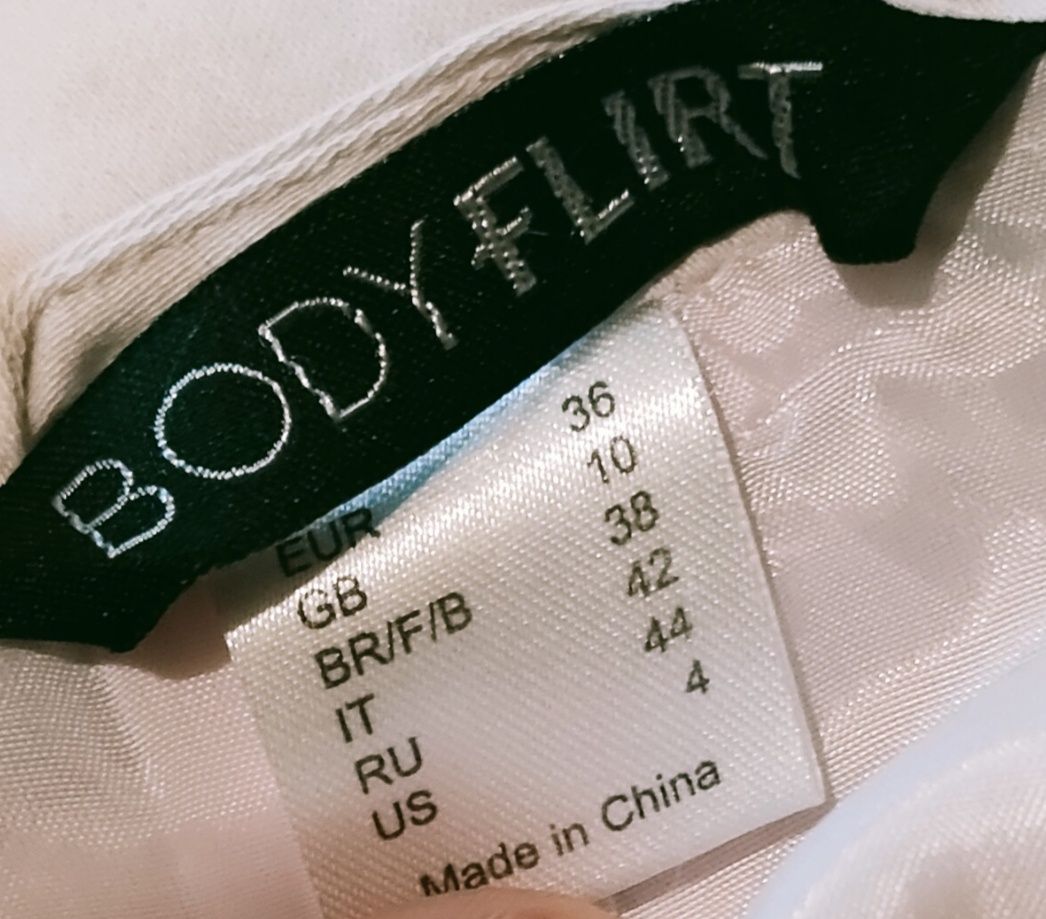 BODYFLIRT
EUR 36
GB 10
BR/F/B 38
IT 42
RU 44
US 4
Made in China